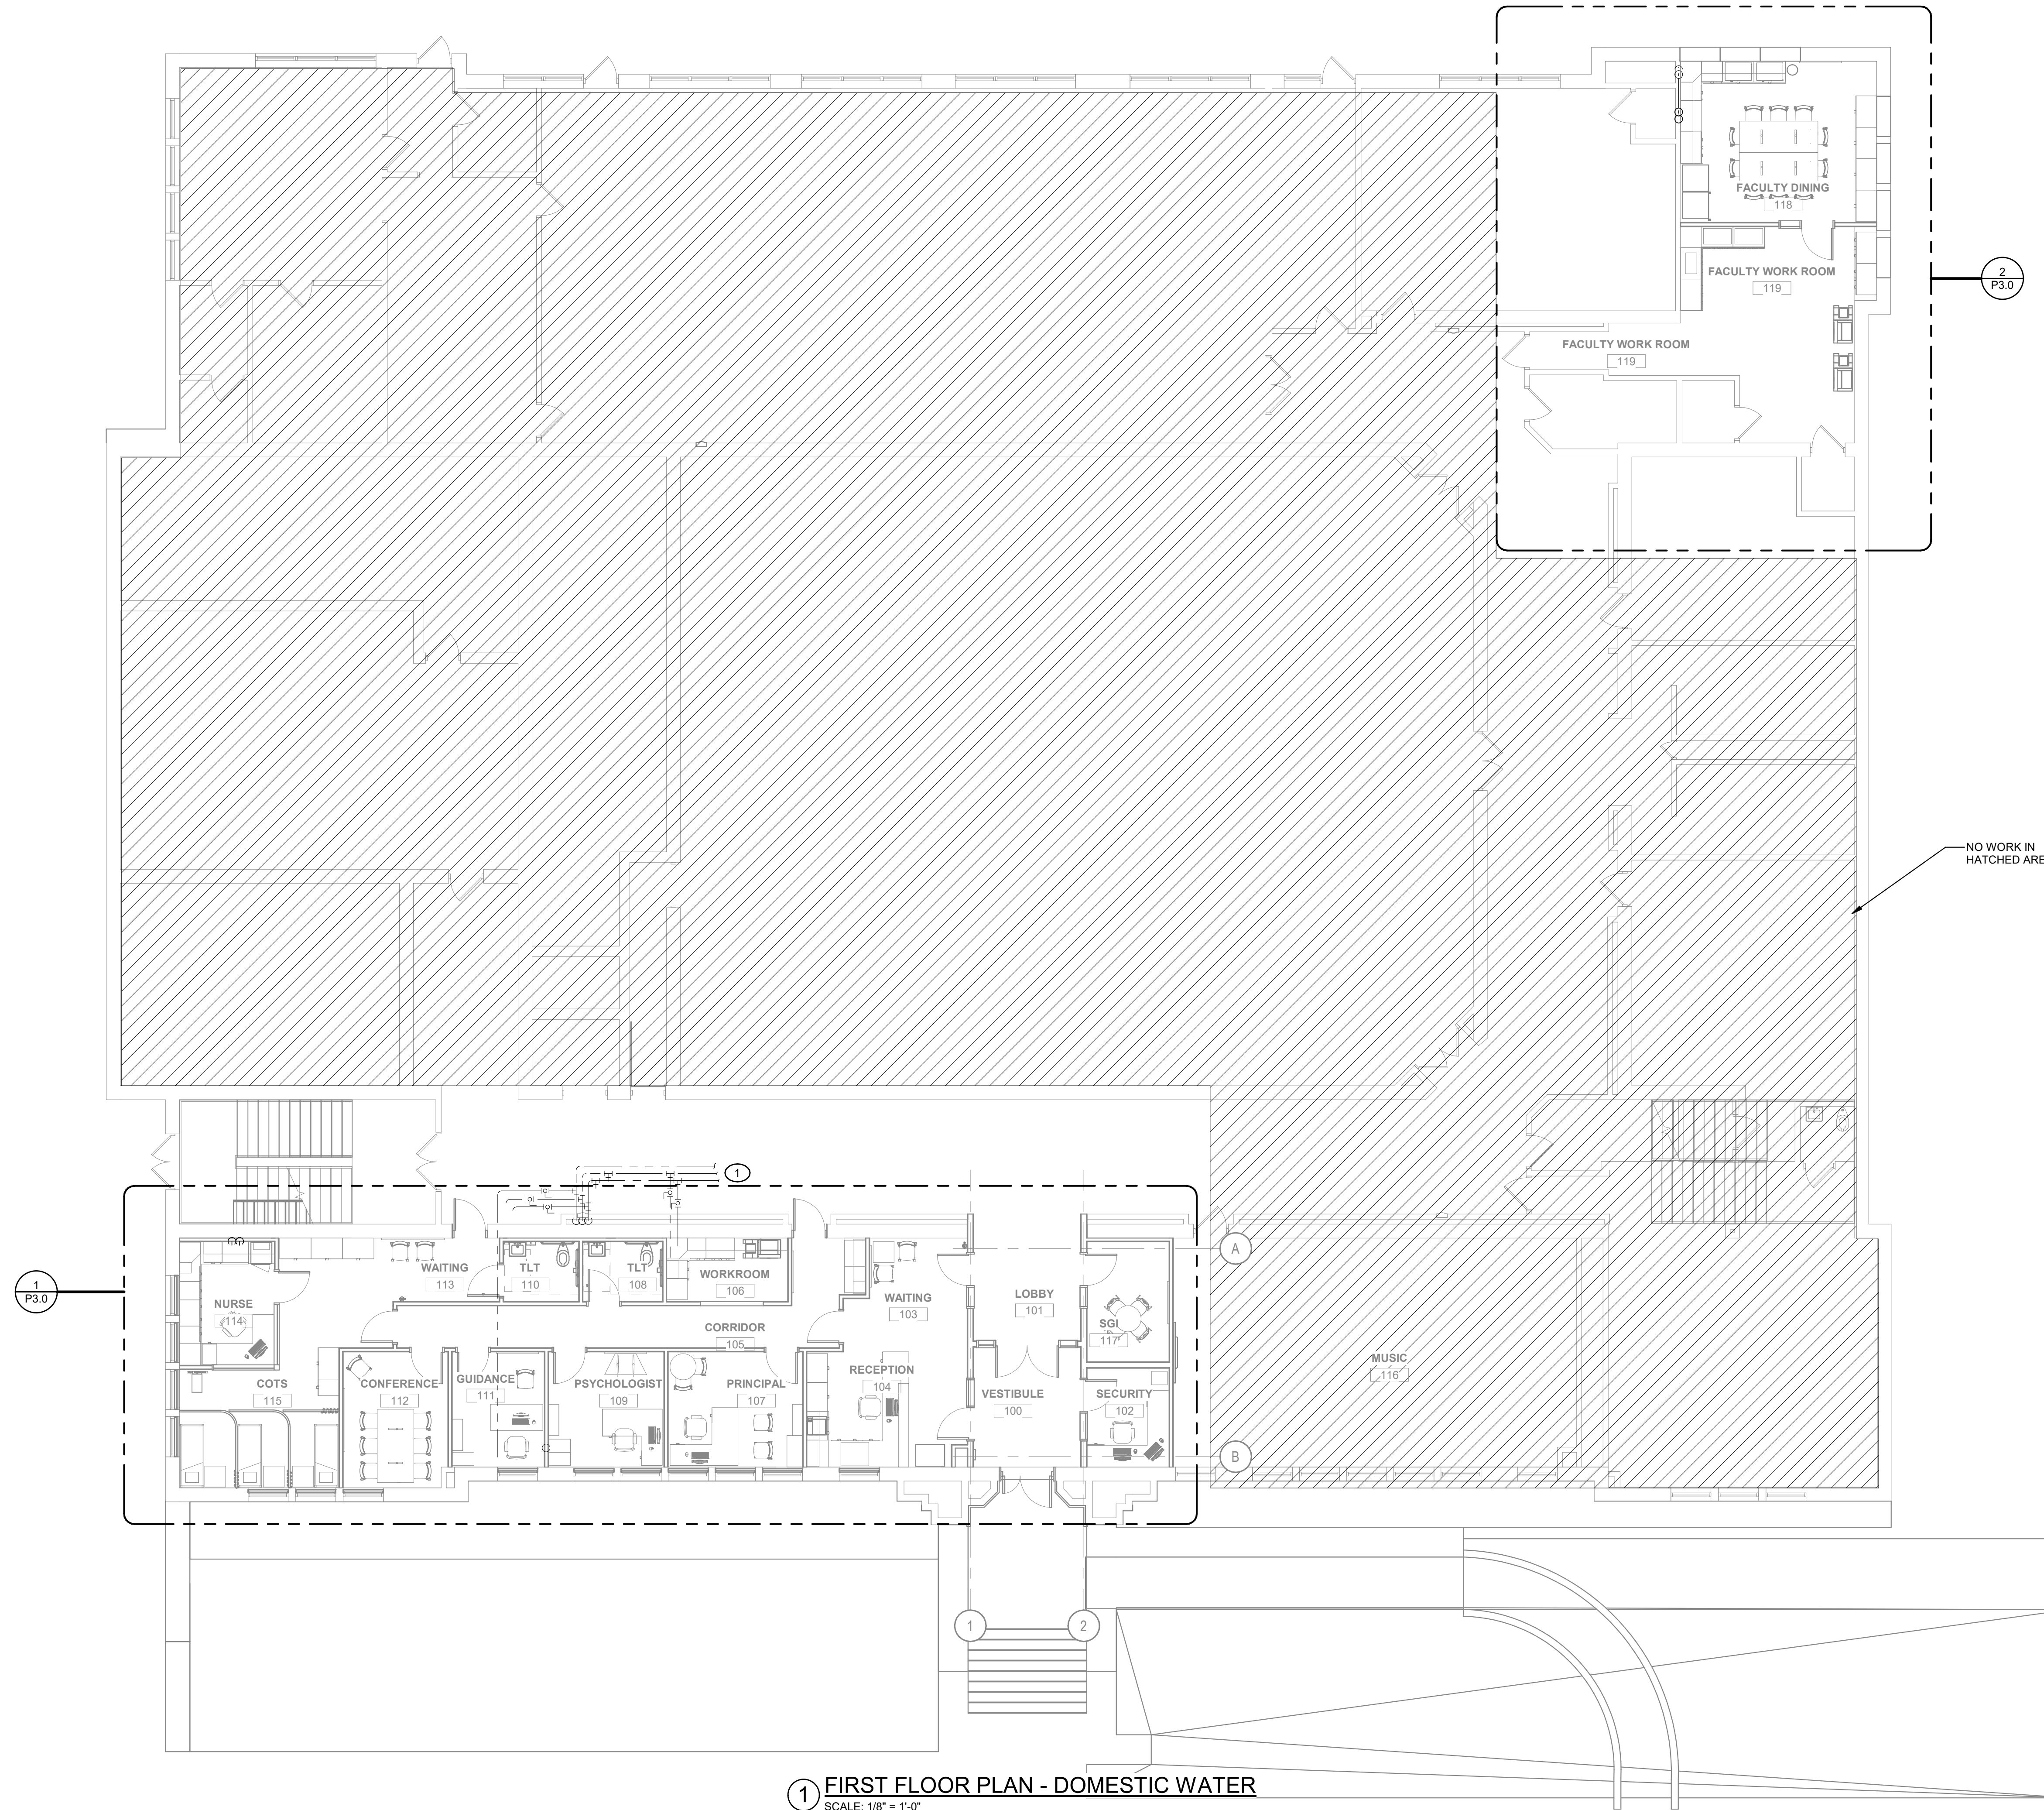 FACULTY DINING
118
FACULTY WORK ROOM
119
2
P3.0
FACULTY WORK ROOM
119
NO WORK IN
HATCHED ARE
1
A
1
P3.0
WAITING
113
TLT
110
TLT
108
WORKROOM
106
NURSE
114
WAITING
103
LOBBY
101
SGI
117
CORRIDOR
105
COTS
115
CONFERENCE
112
GUIDANCE
111
PSYCHOLOGIST
109
PRINCIPAL
107
RECEPTION
104
VESTIBULE
100
SECURITY
102
MUSIC
116
B
1
2
1
FIRST FLOOR PLAN - DOMESTIC WATER
SCALE: 1/8" = 1'-0"